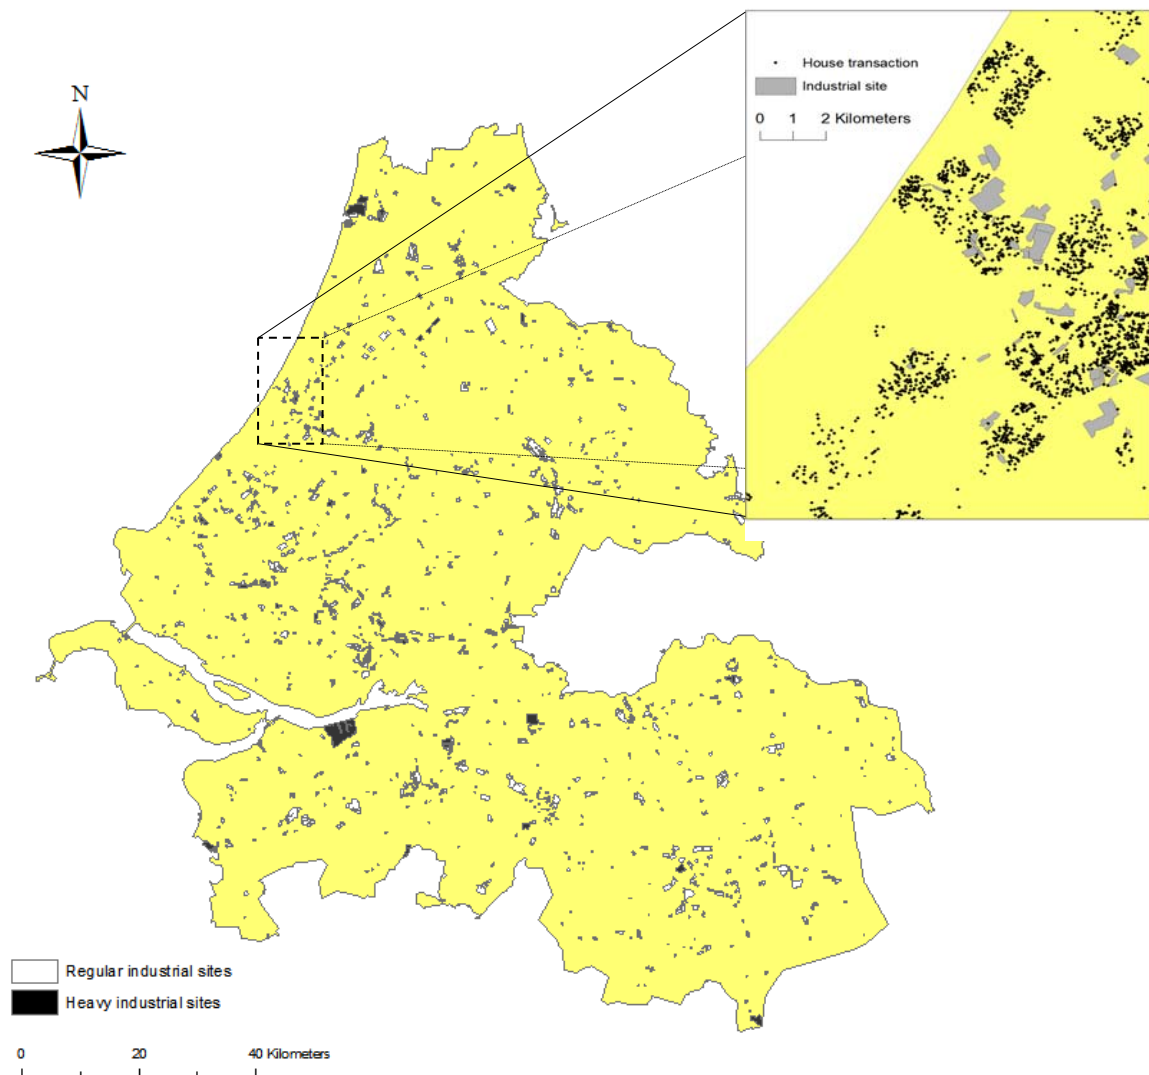 N
House transaction
Industrial site
0 1 2 Kilometers
Regular industrial sites
Heavy industrial sites
0 20 40 Kilometers